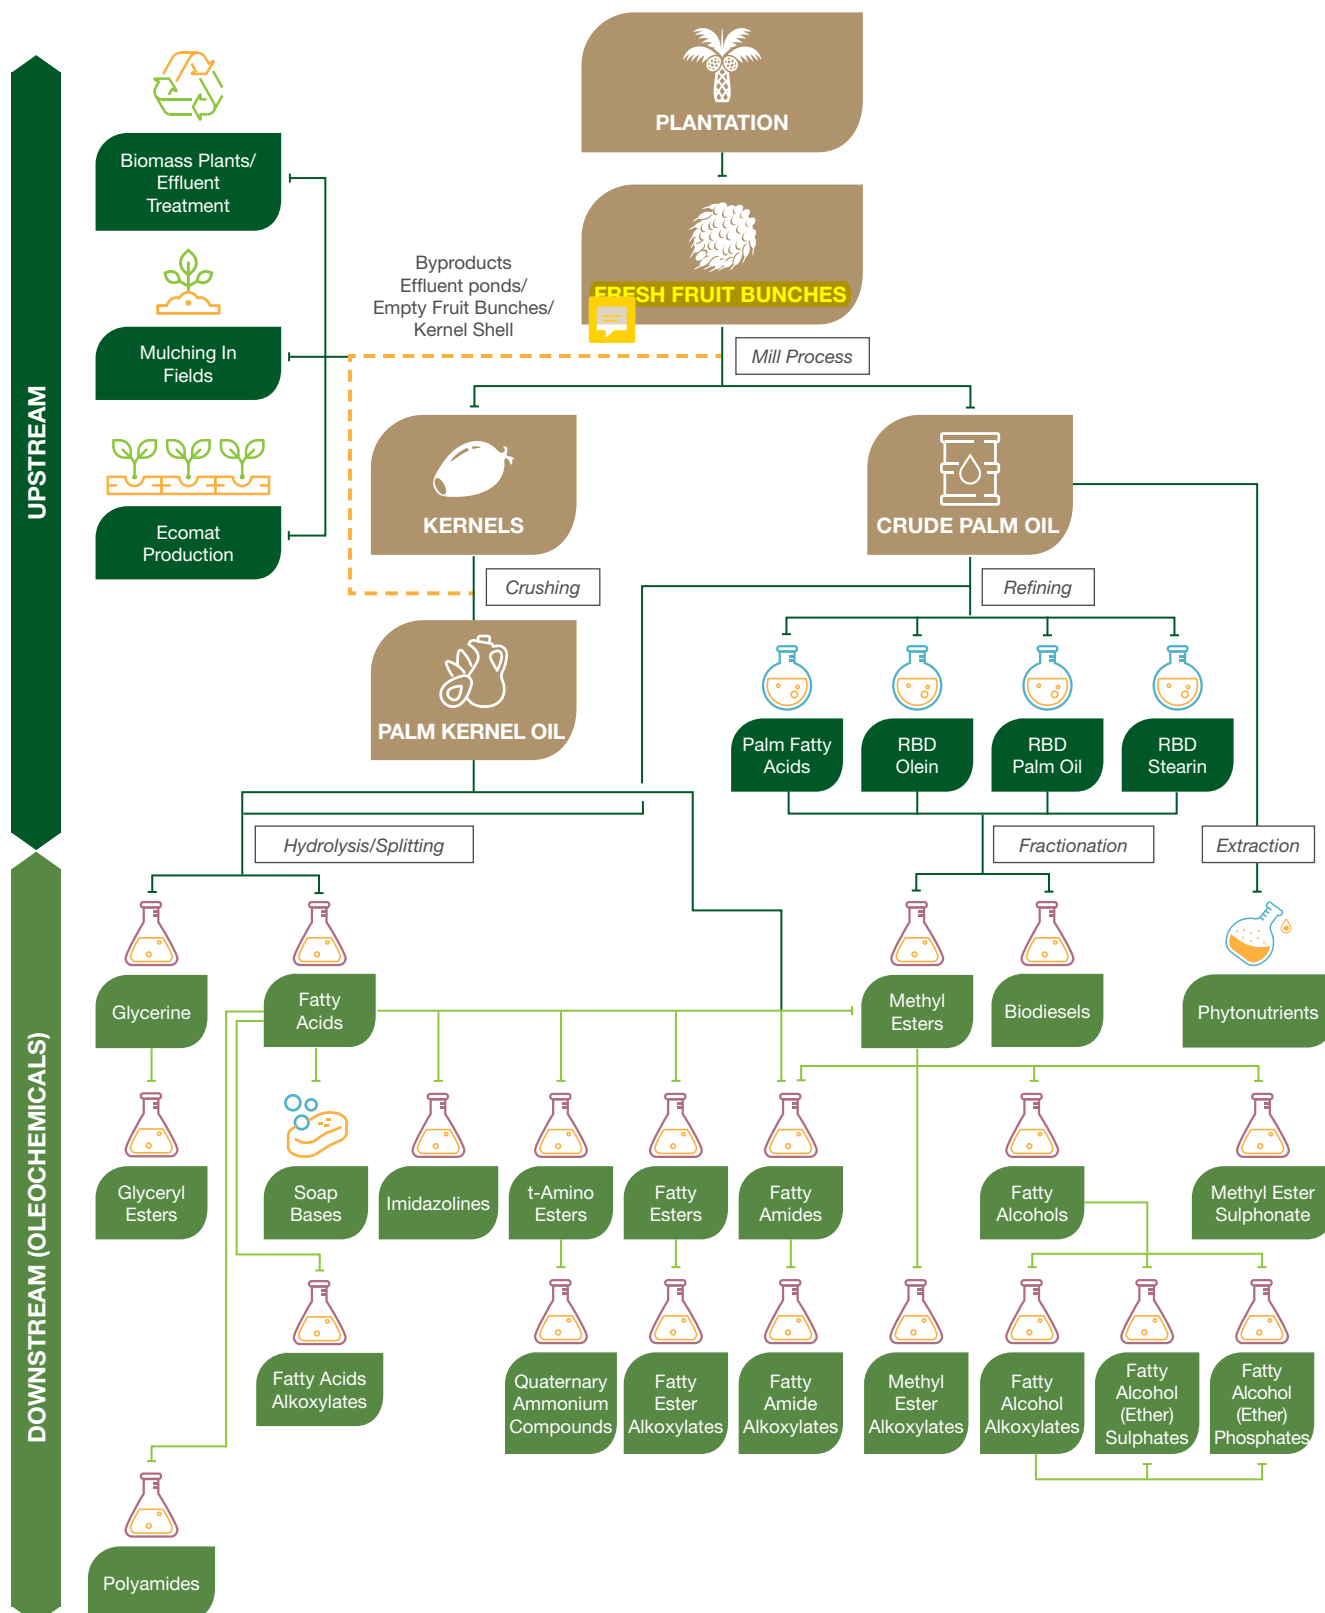 PLANTATION
Biomass Plants/
Effluent
Treatment
FRESH FRUIT BUNCHES
Byproducts
Effluent ponds/
Empty Fruit Bunches/
Kernel Shell
Mulching In
Fields
Mill Process
UPSTREAM
Ecomat
Production
KERNELS
CRUDE PALM OIL
Crushing
Refining
PALM KERNEL OIL
Palm Fatty
Acids
RBD
Olein
RBD
Palm Oil
RBD
Stearin
Hydrolysis/Splitting
Fractionation
Extraction
DOWNSTREAM (OLEOCHEMICALS)
Glycerine
Fatty
Acids
Methyl
Esters
Biodiesels
Phytonutrients
Glyceryl
Esters
Soap
Bases
Imidazolines
t-Amino
Esters
Fatty
Esters
Fatty
Amides
Fatty
Alcohols
Methyl Ester
Sulphonate
Fatty Acids
Alkoxylates
Quaternary
Ammonium
Compounds
Fatty
Ester
Alkoxylates
Fatty
Amide
Alkoxylates
Methyl
Ester
Alkoxylates
Fatty
Alcohol
Alkoxylates
Fatty
Alcohol
(Ether)
Sulphates
Fatty
Alcohol
(Ether)
Phosphates
Polyamides